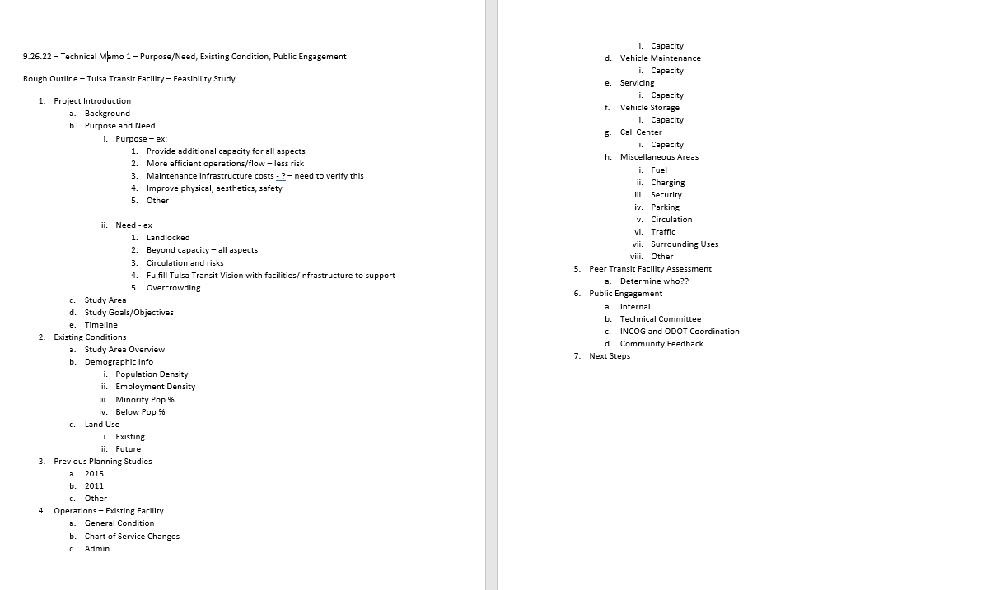 9.26.22 – Technical Memo 1 – Purpose/Need, Existing Condition, Public Engagement
Rough Outline – Tulsa Transit Facility – Feasibility Study
1. Project Introduction
a. Background
b. Purpose and Need
i. Purpose – ex:
1. Provide additional capacity for all aspects
2. More efficient operations/flow – less risk
3. Maintenance infrastructure costs - ? – need to verify this
4. Improve physical, aesthetics, safety
5. Other
ii. Need - ex
1. Landlocked
2. Beyond capacity – all aspects
3. Circulation and risks
4. Fulfill Tulsa Transit Vision with facilities/infrastructure to support
5. Overcrowding
c. Study Area
d. Study Goals/Objectives
e. Timeline
2. Existing Conditions
a. Study Area Overview
b. Demographic Info
i. Population Density
ii. Employment Density
iii. Minority Pop %
iv. Below Pop %
c. Land Use
i. Existing
ii. Future
3. Previous Planning Studies
a. 2015
b. 2011
c. Other
4. Operations – Existing Facility
a. General Condition
b. Chart of Service Changes
c. Admin
i. Capacity
d. Vehicle Maintenance
i. Capacity
e. Servicing
i. Capacity
f. Vehicle Storage
i. Capacity
g. Call Center
i. Capacity
h. Miscellaneous Areas
i. Fuel
ii. Charging
iii. Security
iv. Parking
v. Circulation
vi. Traffic
vii. Surrounding Uses
viii. Other
5. Peer Transit Facility Assessment
a. Determine who??
6. Public Engagement
a. Internal
b. Technical Committee
c. INCOG and ODOT Coordination
d. Community Feedback
7. Next Steps